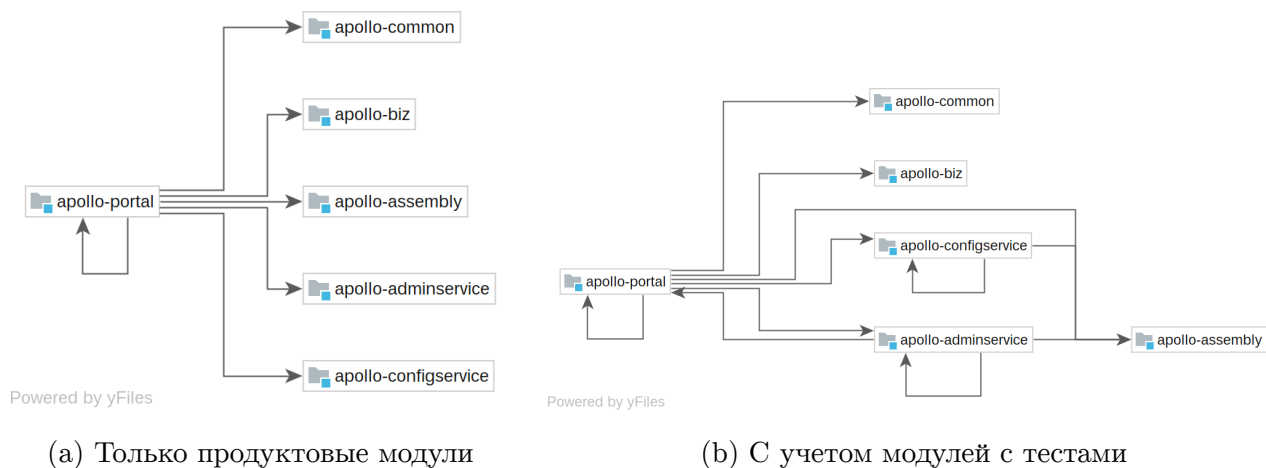 apollo-common
apollo-biz
apollo-portal
apollo-assembly
apollo-adminservice
apollo-configservice
Powered by yFiles
(a) Только продуктовые модули
apollo-common
apollo-biz
apollo-configservice
apollo-portal
apollo-adminservice
apollo-assembly
Powered by yFiles
(b) С учетом модулей с тестами